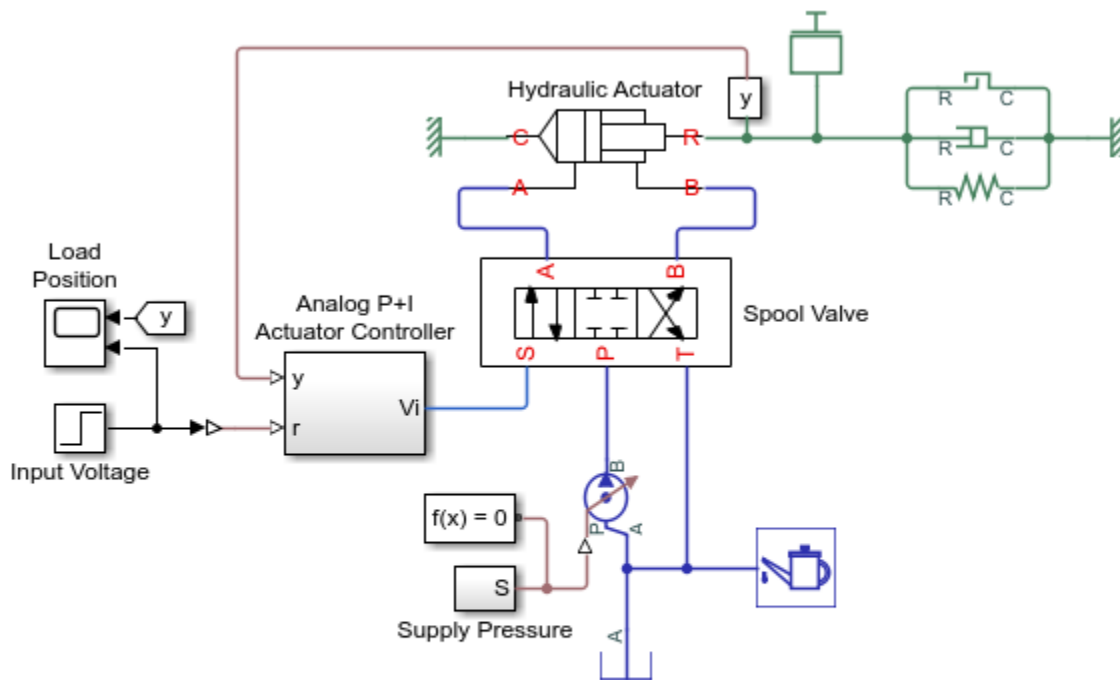 Hydraulic Actuator
y
R
C
C
R
R
C
A
B
R
C
A
B
Load
Position
y
Analog P+I
Actuator Controller
Spool Valve
S
P
T
y
Vi
r
Input Voltage
B
f(x) = 0
P
A
S
Supply Pressure
A